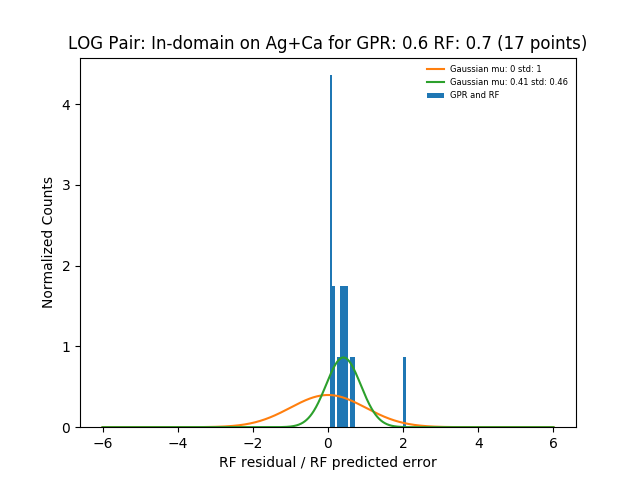 LOG Pair: In-domain on Ag+Ca for GPR: 0.6 RF: 0.7 (17 points)
Gaussian mu: 0 std: 1
Gaussian mu: 0.41 std: 0.46
GPR and RF
Normalized Counts
4
3
2
1
0
−6
−4
−2
0
2
4
6
RF residual / RF predicted error